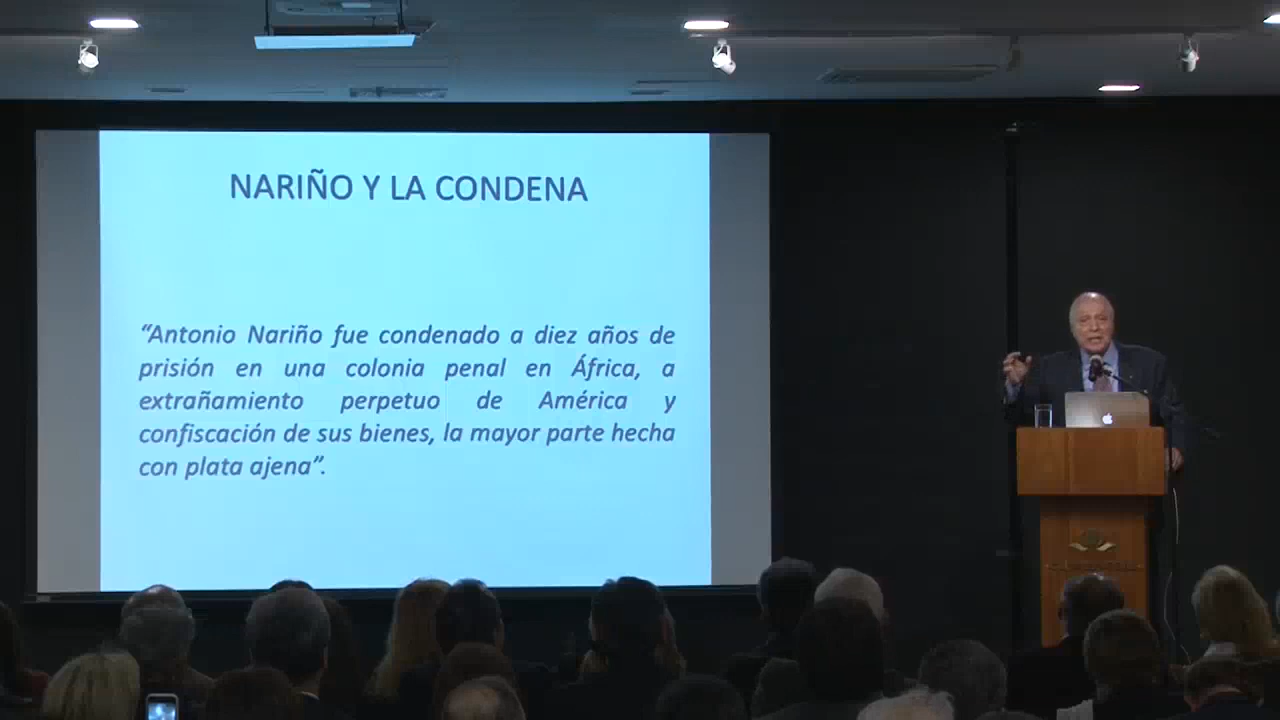 NARIÑO Y LA CONDENA
“Antonio Nariño fue condenado a diez años de
prisión en una colonia penal en África, a
extrañamiento perpetuo de América y
confiscación de sus bienes, la mayor parte hecha
con plata ajena”.